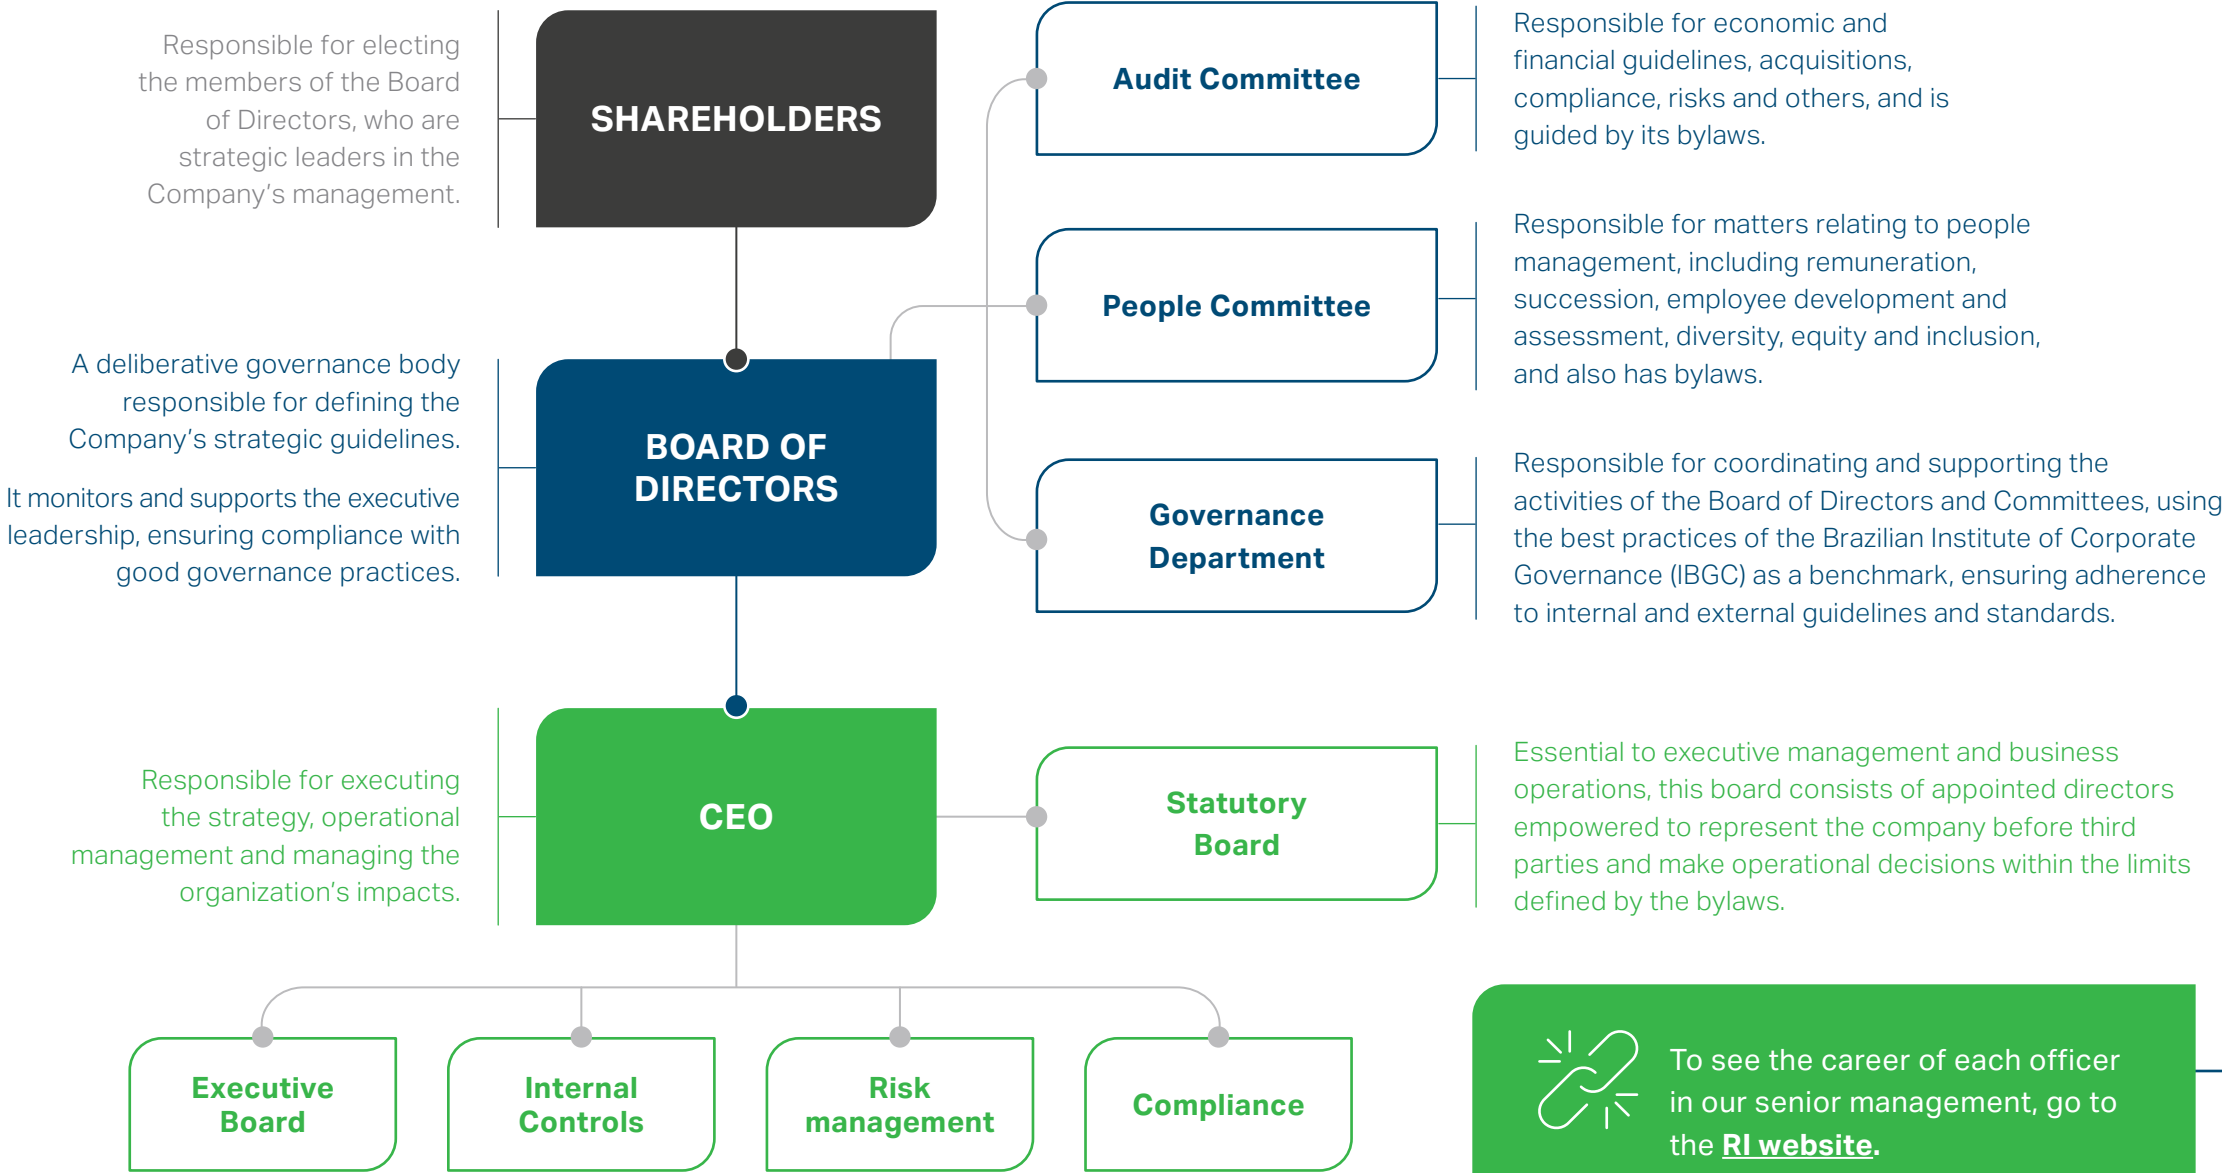 Responsible for electing
the members of the Board
of Directors, who are
strategic leaders in the
Company's management.
SHAREHOLDERS
Audit Committee
Responsible for economic and
financial guidelines, acquisitions,
compliance, risks and others, and is
guided by its bylaws.
People Committee
Responsible for matters relating to people
management, including remuneration,
succession, employee development and
assessment, diversity, equity and inclusion,
and also has bylaws.
A deliberative governance body
responsible for defining the
Company's strategic guidelines.
It monitors and supports the executive
leadership, ensuring compliance with
good governance practices.
BOARD OF
DIRECTORS
Governance
Department
Responsible for coordinating and supporting the
activities of the Board of Directors and Committees, using
the best practices of the Brazilian Institute of Corporate
Governance (IBGC) as a benchmark, ensuring adherence
to internal and external guidelines and standards.
Responsible for executing
the strategy, operational
management and managing the
organization's impacts.
CEO
Statutory
Board
Essential to executive management and business
operations, this board consists of appointed directors
empowered to represent the company before third
parties and make operational decisions within the limits
defined by the bylaws.
Executive
Board
Internal
Controls
Risk
management
Compliance
To see the career of each officer
in our senior management, go to
the RI website.